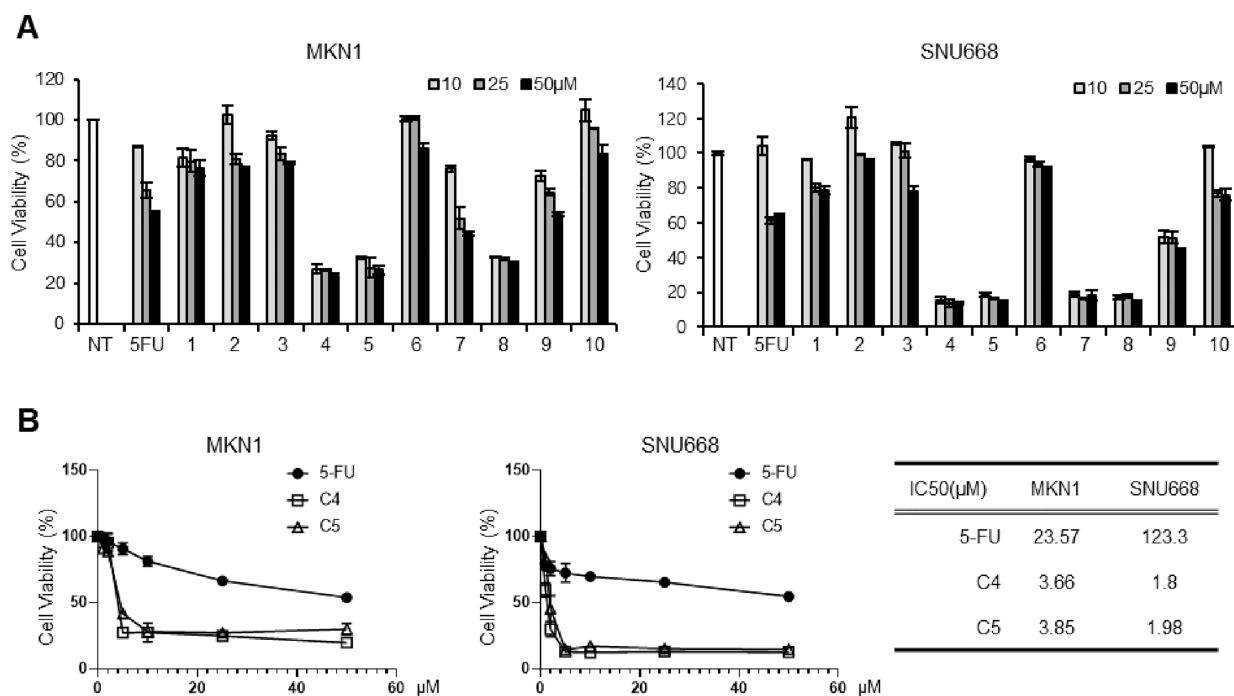 A
MKN1
Cell Viability (%)
10 25 50µM
120
100
80
60
40
20
0
NT 5FU 1 2 3 4 5 6 7 8 9 10
SNU668
Cell Viability (%)
10 25 50µM
140
120
100
80
60
40
20
0
NT 5FU 1 2 3 4 5 6 7 8 9 10
B
MKN1
Cell Viability (%)
150
100
50
0
0 20 40 60 µM
5-FU
C4
C5
SNU668
Cell Viability (%)
150
100
50
0
0 20 40 60 µM
5-FU
C4
C5
IC50(µM) MKN1 SNU668
5-FU 23.57 123.3
C4 3.66 1.8
C5 3.85 1.98